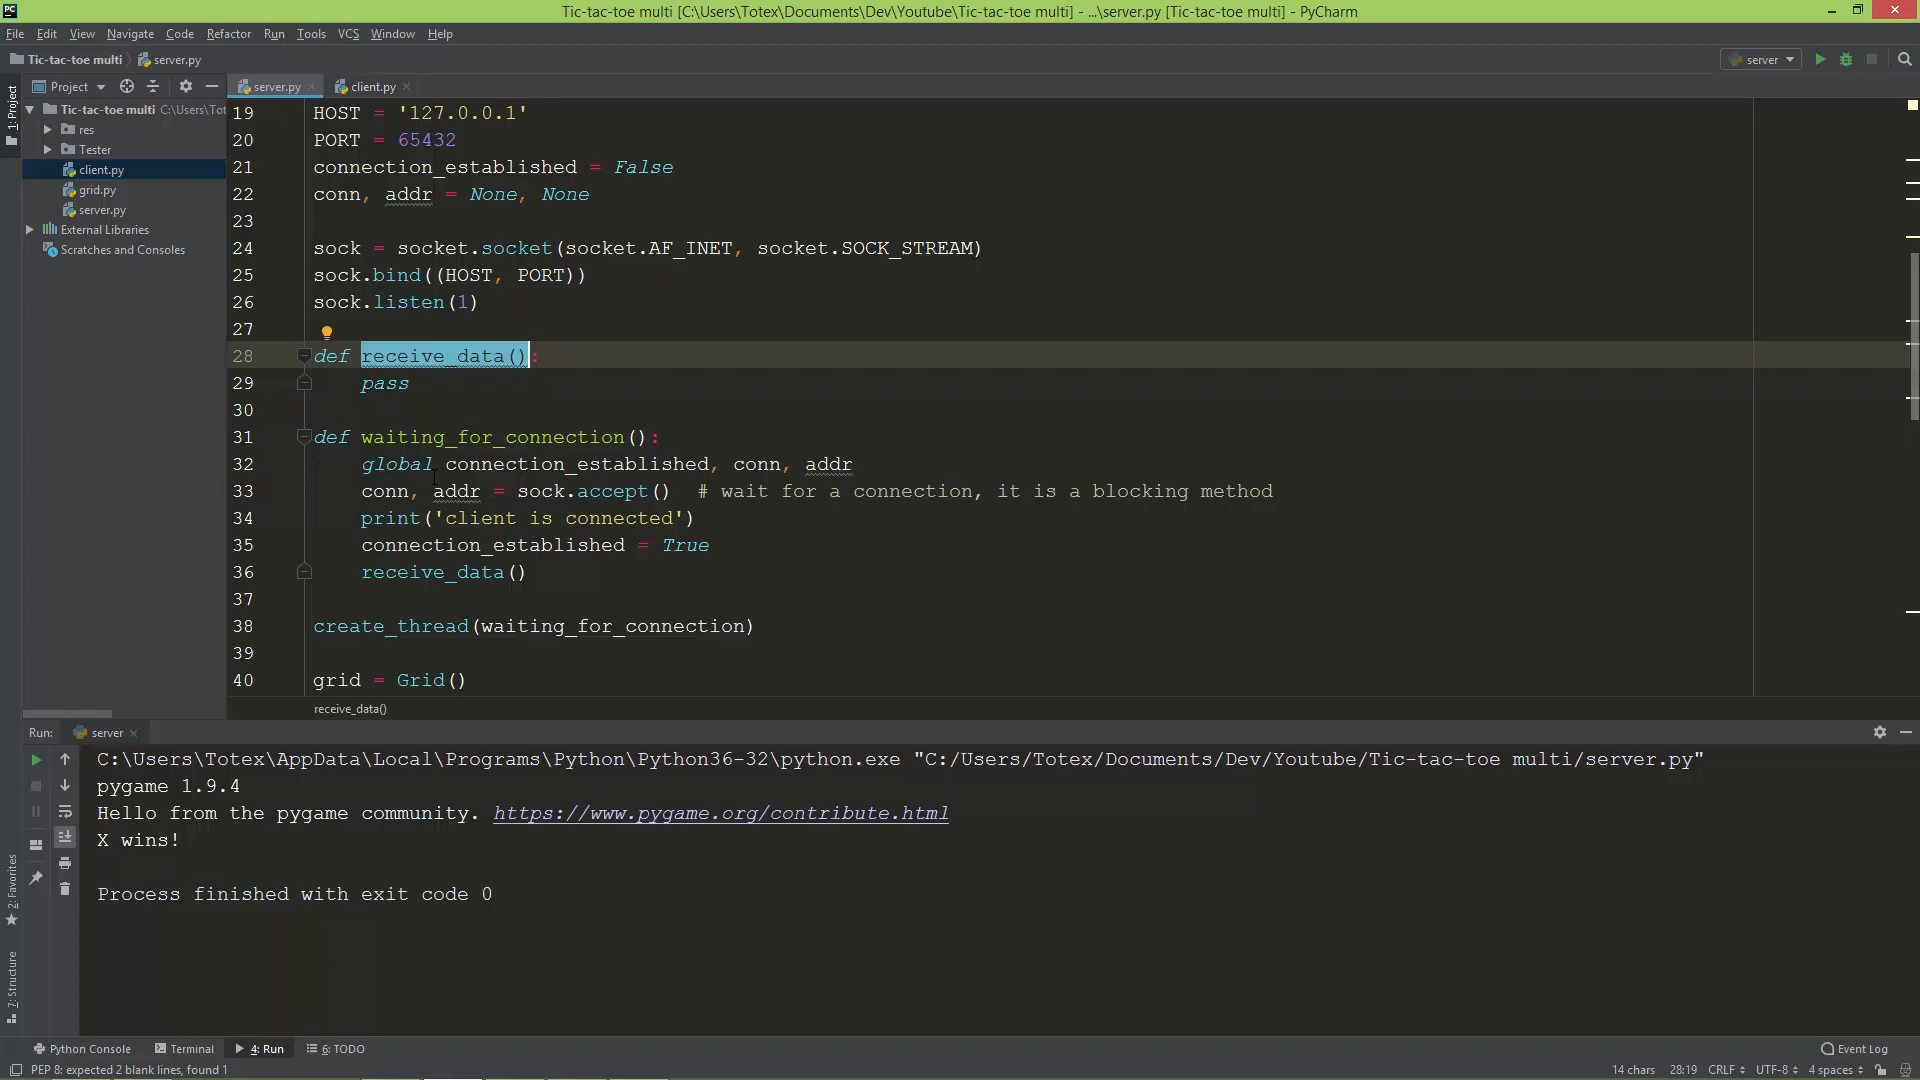 Tic-tac-toe multi [C:\Users\Totex\Documents\Dev\Youtube\Tic-tac-toe multi] - ...\server.py [Tic-tac-toe multi] - PyCharm
File Edit View Navigate Code Refactor Run Tools VCS Window Help
Tic-tac-toe multi server.py server
Project server.py client.py
1: Project
Tic-tac-toe multi C:\Users\Tot
res
Tester
client.py
grid.py
server.py
External Libraries
Scratches and Consoles
19 HOST = '127.0.0.1'
20 PORT = 65432
21 connection_established = False
22 conn, addr = None, None
23
24 sock = socket.socket(socket.AF_INET, socket.SOCK_STREAM)
25 sock.bind((HOST, PORT))
26 sock.listen(1)
27
28 def receive_data():
29 pass
30
31 def waiting_for_connection():
32 global connection_established, conn, addr
33 conn, addr = sock.accept() # wait for a connection, it is a blocking method
34 print('client is connected')
35 connection_established = True
36 receive_data()
37
38 create_thread(waiting_for_connection)
39
40 grid = Grid()
receive_data()
Run: server
C:\Users\Totex\AppData\Local\Programs\Python\Python36-32\python.exe "C:/Users/Totex/Documents/Dev/Youtube/Tic-tac-toe multi/server.py"
pygame 1.9.4
Hello from the pygame community. https://www.pygame.org/contribute.html
X wins!
Process finished with exit code 0
2: Favorites
7: Structure
Python Console Terminal 4: Run 6: TODO Event Log
PEP 8: expected 2 blank lines, found 1 14 chars 28:19 CRLF UTF-8 4 spaces